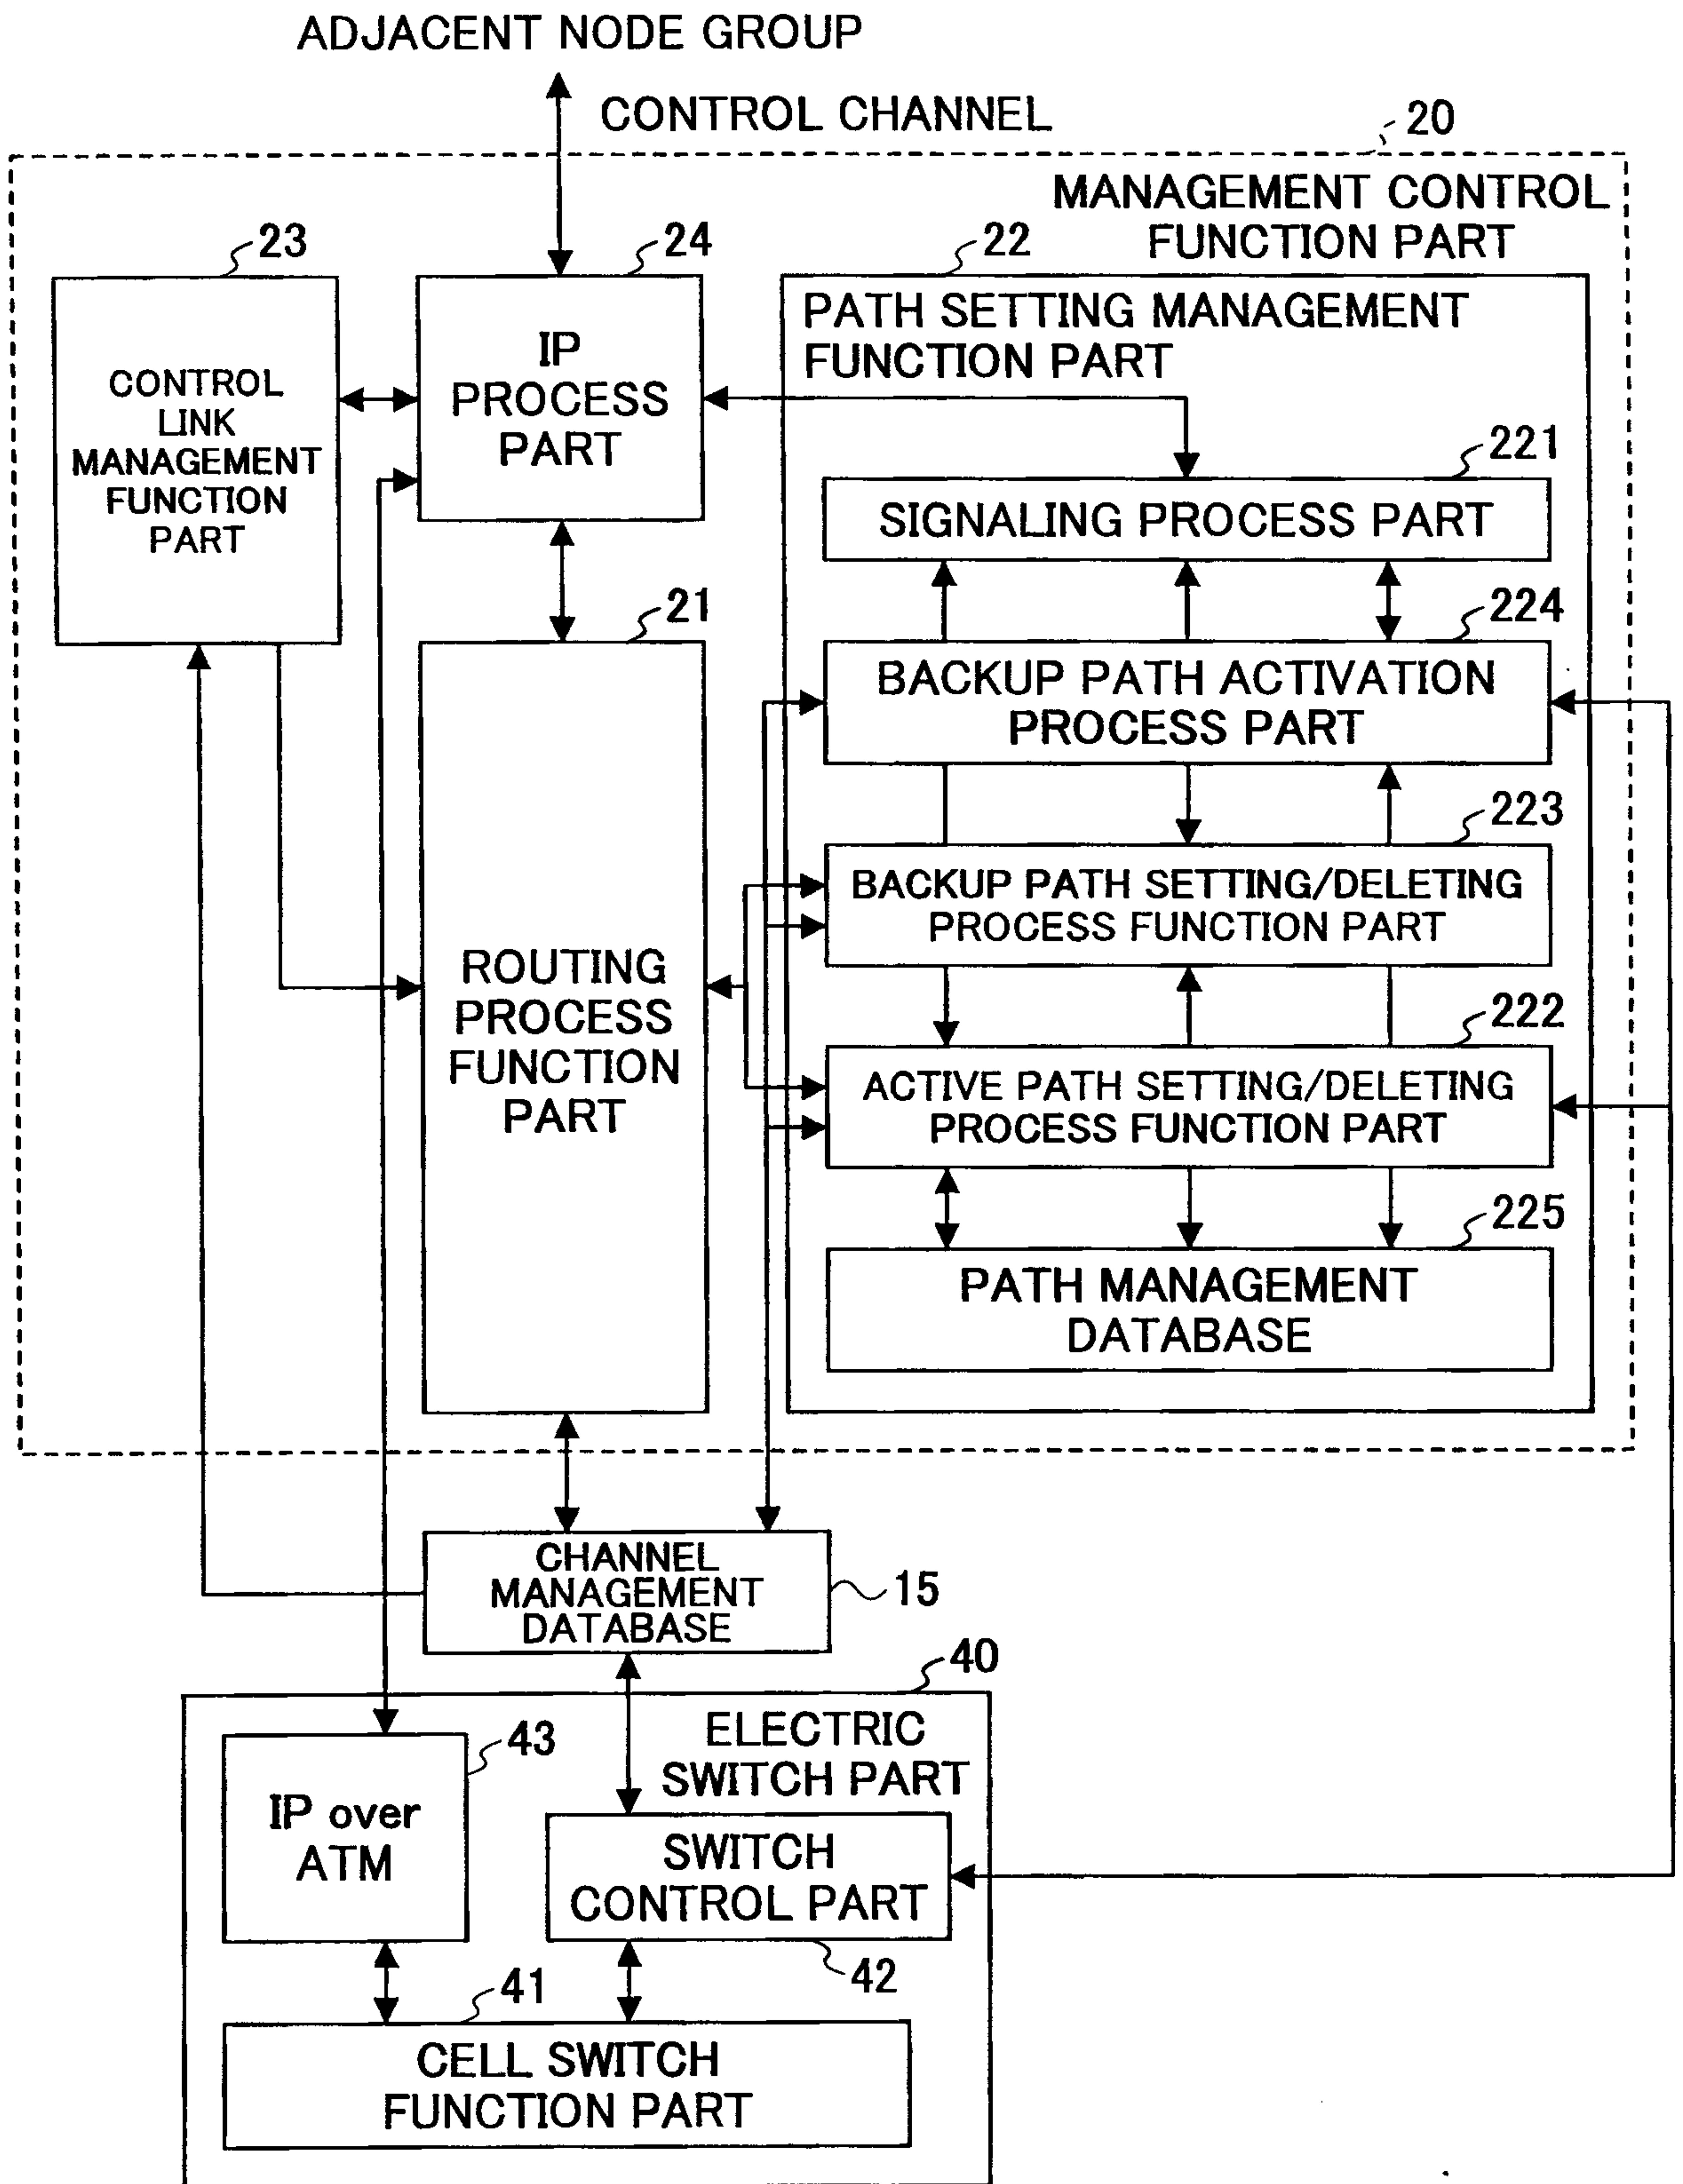 ADJACENT NODE GROUP
CONTROL CHANNEL
20
MANAGEMENT CONTROL
FUNCTION PART
23
CONTROL
LINK
MANAGEMENT
FUNCTION
PART
24
IP
PROCESS
PART
22
PATH SETTING MANAGEMENT
FUNCTION PART
221
SIGNALING PROCESS PART
224
BACKUP PATH ACTIVATION
PROCESS PART
223
BACKUP PATH SETTING/DELETING
PROCESS FUNCTION PART
21
ROUTING
PROCESS
FUNCTION
PART
222
ACTIVE PATH SETTING/DELETING
PROCESS FUNCTION PART
225
PATH MANAGEMENT
DATABASE
CHANNEL
MANAGEMENT
DATABASE
15
40
ELECTRIC
SWITCH PART
43
IP over
ATM
SWITCH
CONTROL PART
42
41
CELL SWITCH
FUNCTION PART